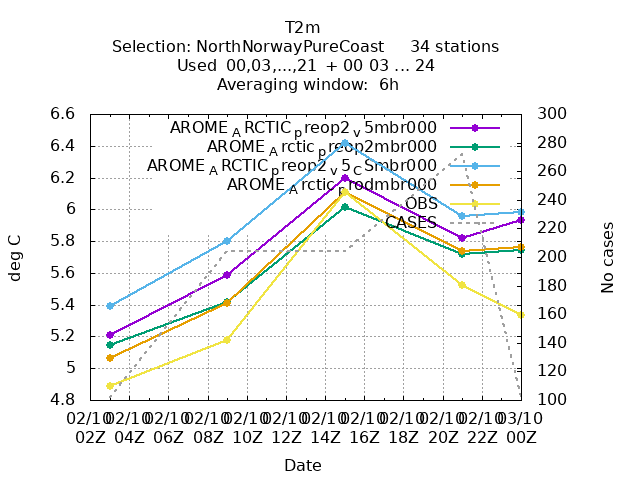 T2m
Selection: NorthNorwayPureCoast 34 stations
Used 00,03,...,21 + 00 03 ... 24
Averaging window: 6h
6.6
6.4
6.2
6
5.8
5.6
5.4
5.2
5
4.8
deg C
AROME_ARCTIC_preop2_v5mbr000
AROME_Arctic_preop2mbr000
AROME_ARCTIC_preop2_v5_CSmbr000
AROME_Arctic_prodmbr000
OBS
CASES
300
280
260
240
220
200
180
160
140
120
100
No cases
02/10 02/10 02/10 02/10 02/10 02/10 02/10 02/10 02/10 02/10 02/10 03/10
02Z 04Z 06Z 08Z 10Z 12Z 14Z 16Z 18Z 20Z 22Z 00Z
Date